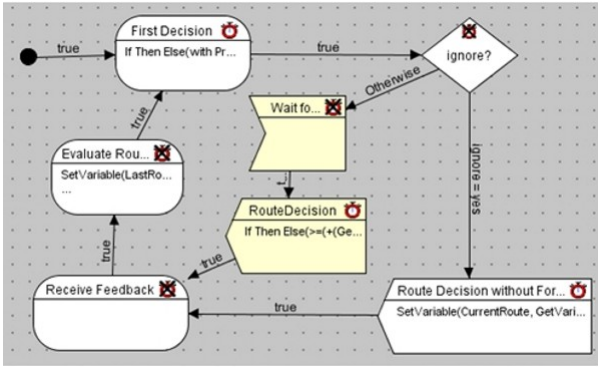 First Decision
If Then Else(with Pr...
true
true
ignore?
Otherwise
Wait fo...
Evaluate Rou...
SetVariable(LastRo...
...
true
ignore = yes
t...
RouteDecision
If Then Else(>=(+(Ge...
true
true
Receive Feedback
true
Route Decision without For...
SetVariable(CurrentRoute, GetVari...